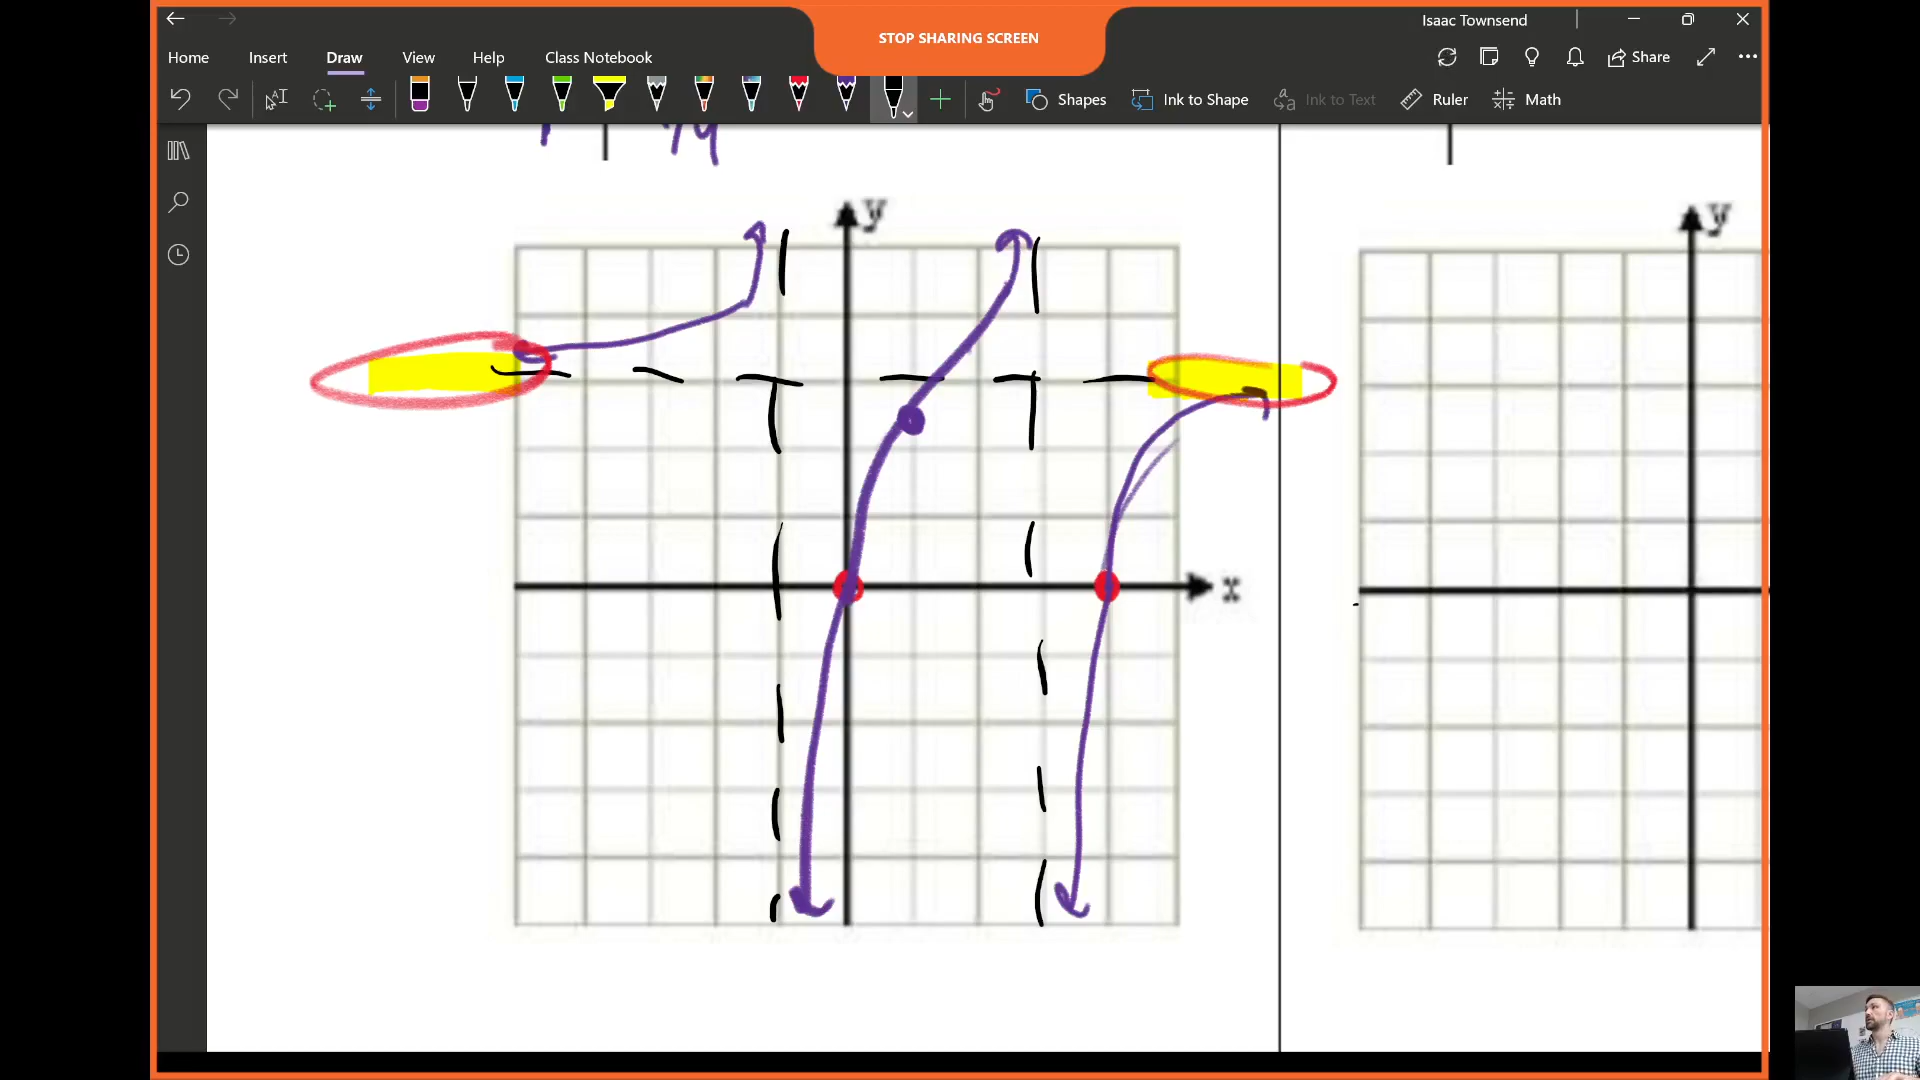 STOP SHARING SCREEN
Isaac Townsend
Home Insert Draw View Help Class Notebook
Share
Shapes Ink to Shape Ink to Text Ruler Math
y
y
x